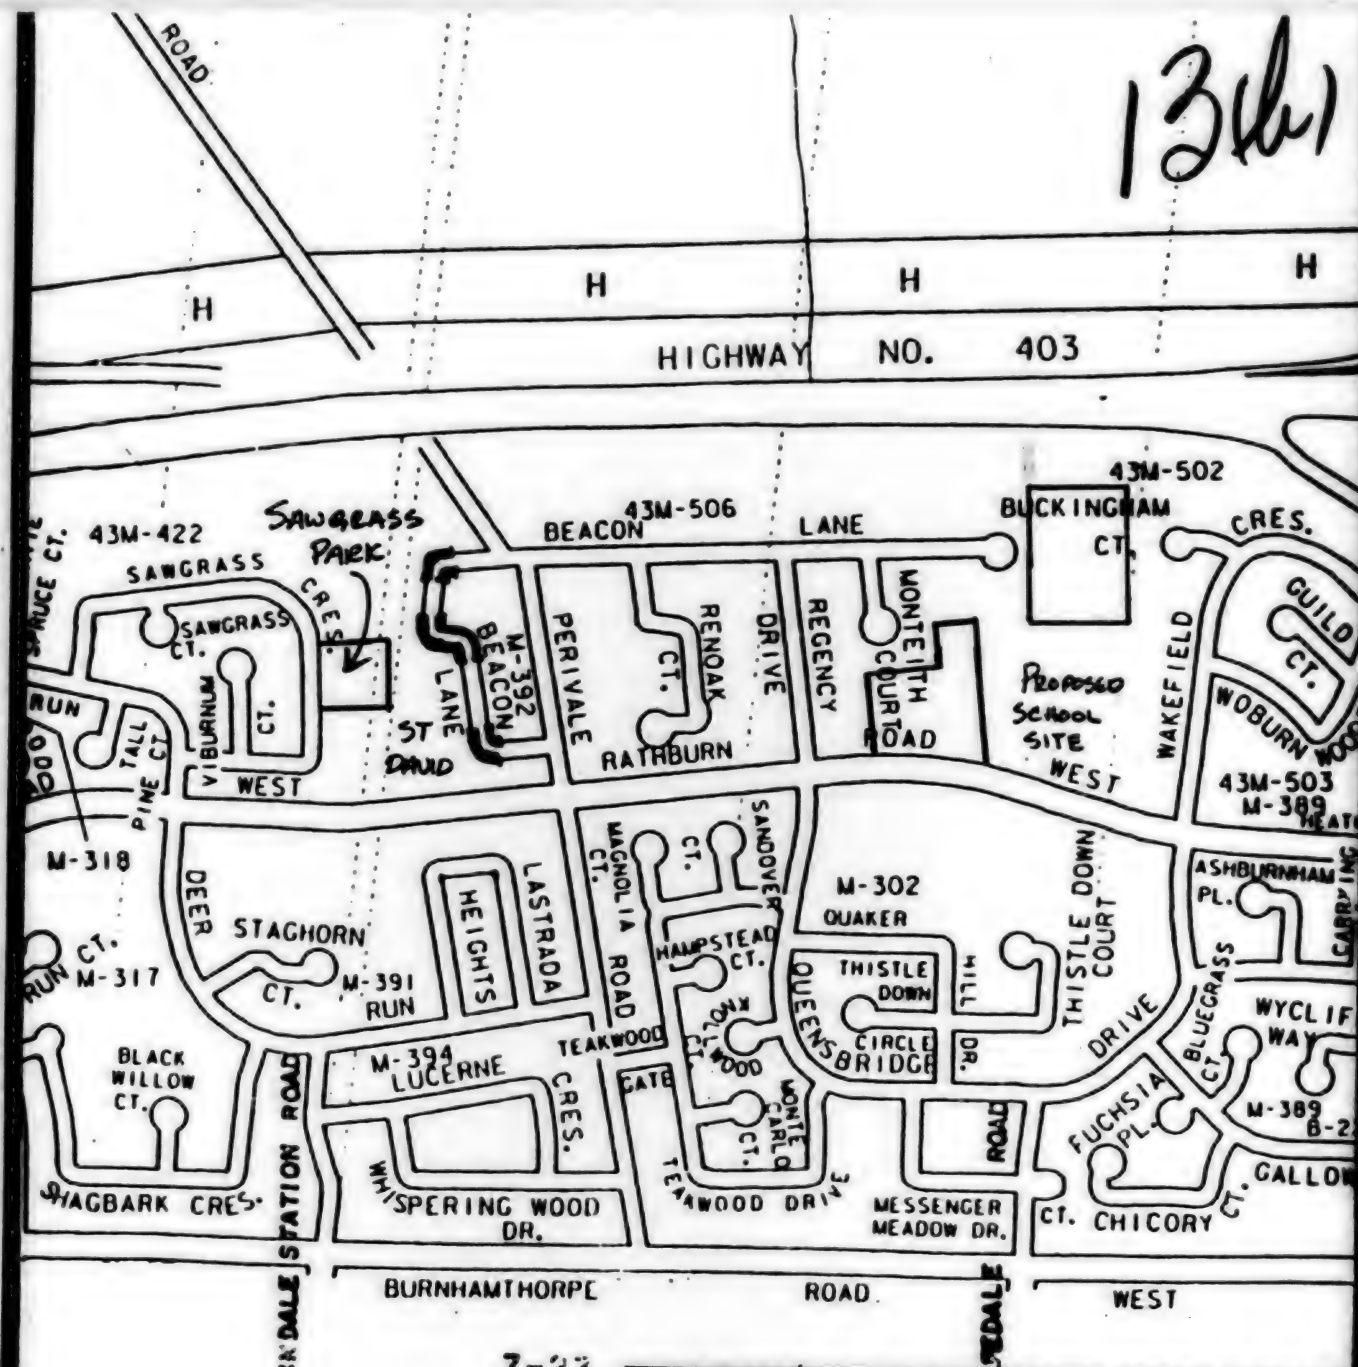 13(b)
ROAD
H
H
H
H
HIGHWAY NO. 403
43M-502
43M-506
BUCKINGHAM
CT.
43M-422
SAWGRASS
PARK
BEACON LANE
CRES.
SPRUCE CT.
SAWGRASS
CRES.
SAWGRASS
CT.
VIBURNUM
CT.
BEACON
LANE
M-392
PERIVALE
RENOAK
CT.
REGENCY
DRIVE
MONTEITH
COURT
WAKEFIELD
GUILD
CT.
WOBURN
PROPOSED
SCHOOL
SITE
RUN
TALL
PINE CT.
ST
DAVID
WEST
RATHBURN
ROAD
WEST
43M-503
M-389
M-318
DEER
MAGNOLIA
CT.
ROAD
CT.
SANDOVER
M-302
QUAKER
HILL
DR.
THISTLE DOWN
COURT
ASHBURNHAM
PL.
HEIGHTS
LASTRADA
STAGHORN
CT.
RUN CT.
M-317
M-391
RUN
HAMPSTEAD
CT.
THISTLE
DOWN
CIRCLE
QUEENSBRIDGE
DRIVE
KNOLLWOOD
CT.
BLUEGRASS
CT.
WYCLIF
WAY
BLACK
WILLOW
CT.
M-394
LUCERNE
CRES.
TEAKWOOD
GATE
MONTE
CARLO
CT.
FUCHSIA
PL.
M-389
B-2
SHAGBARK CRES.
STATION ROAD
WHISPERING WOOD
DR.
TEAKWOOD DRIVE
MESSENGER
MEADOW DR.
ROAD
CT.
CHICORY
CT.
GALLOW
BURNHAMTHORPE ROAD WEST